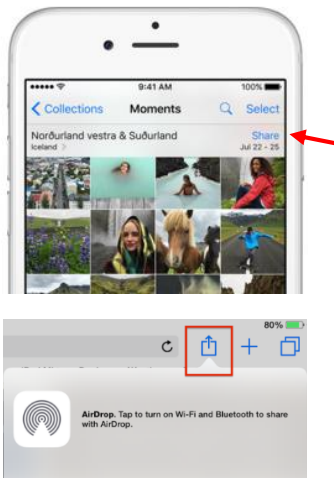 9:41 AM 100%
Collections Moments Select
Norðurland vestra & Suðurland Share
Iceland Jul 22 - 25
80%
AirDrop. Tap to turn on Wi-Fi and Bluetooth to share
with AirDrop.